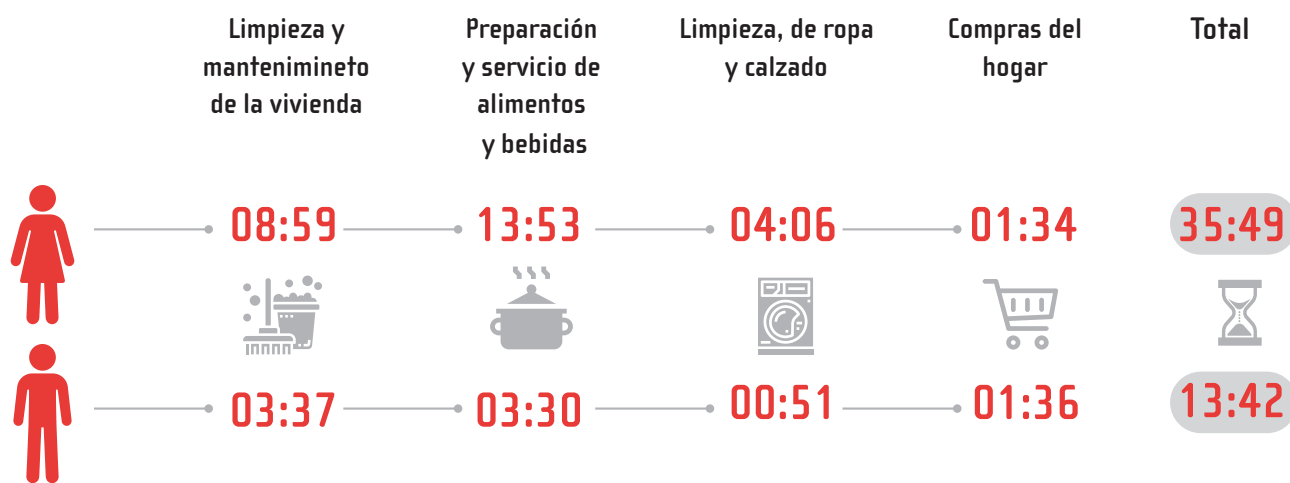 Limpieza y
mantenimineto
de la vivienda
Preparación
y servicio de
alimentos
y bebidas
Limpieza, de ropa
y calzado
Compras del
hogar
Total
08:59
13:53
04:06
01:34
35:49
03:37
03:30
00:51
01:36
13:42